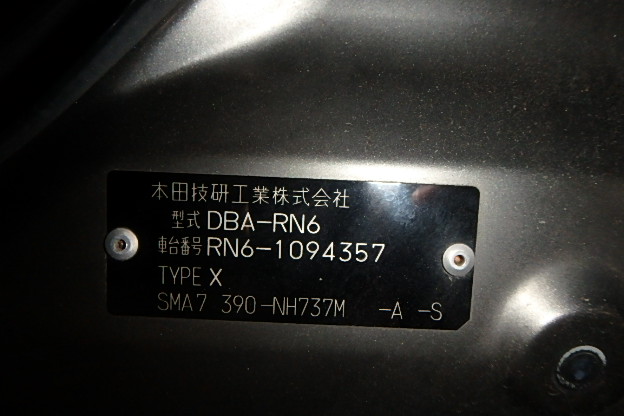 本田技研工業株式会社
型式 DBA-RN6
車台番号 RN6-1094357
TYPE X
SMA7 390-NH737M -A -S